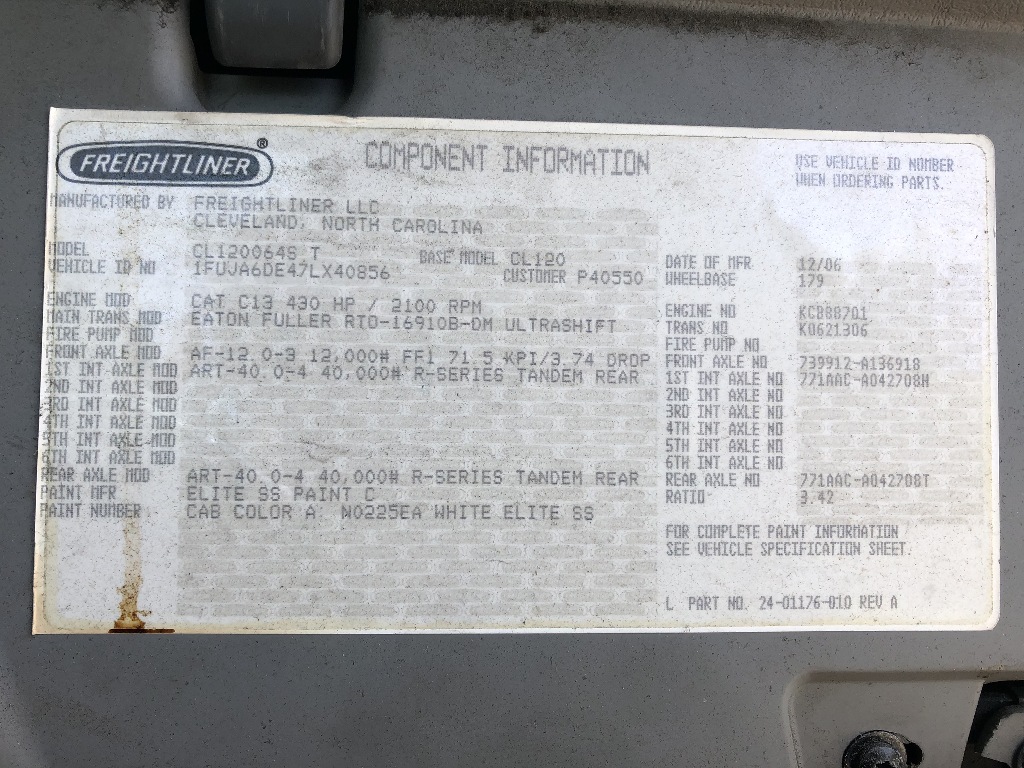 FREIGHTLINER®
COMPONENT INFORMATION
USE VEHICLE ID NUMBER
WHEN ORDERING PARTS.
MANUFACTURED BY FREIGHTLINER LLC
CLEVELAND, NORTH CAROLINA
MODEL CL120064S T BASE MODEL CL120
VEHICLE ID NO 1FUJA6DE47LX40856 CUSTOMER P40550
DATE OF MFR 12/06
WHEELBASE 179
ENGINE MOD CAT C13 430 HP / 2100 RPM
MAIN TRANS MOD EATON FULLER RTO-16910B-DM ULTRASHIFT
FIRE PUMP MOD
FRONT AXLE MOD AF-12.0-3 12,000# FF1 71.5 KPI/3.74 DROP
1ST INT AXLE MOD ART-40.0-4 40,000# R-SERIES TANDEM REAR
2ND INT AXLE MOD
3RD INT AXLE MOD
4TH INT AXLE MOD
5TH INT AXLE MOD
6TH INT AXLE MOD
REAR AXLE MOD ART-40.0-4 40,000# R-SERIES TANDEM REAR
PAINT MFR ELITE SS PAINT C
PAINT NUMBER CAB COLOR A: N0225EA WHITE ELITE SS
ENGINE NO KCB88701
TRANS NO K0621306
FIRE PUMP NO
FRONT AXLE NO 739912-A136918
1ST INT AXLE NO 771AAC-A042708H
2ND INT AXLE NO
3RD INT AXLE NO
4TH INT AXLE NO
5TH INT AXLE NO
6TH INT AXLE NO
REAR AXLE NO 771AAC-A042708T
RATIO 3.42
FOR COMPLETE PAINT INFORMATION
SEE VEHICLE SPECIFICATION SHEET.
L PART NO. 24-01176-010 REV A